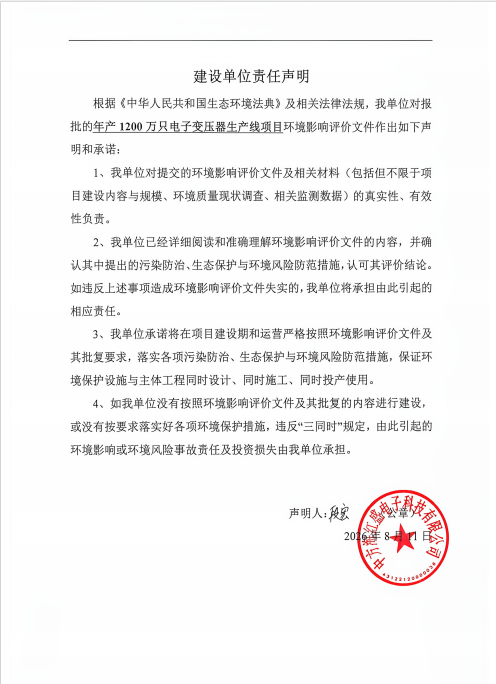 建设单位责任声明
根据《中华人民共和国生态环境法典》及相关法律法规，我单位对报
批的年产 1200 万只电子变压器生产线项目环境影响评价文件作出如下声
明和承诺：
1、我单位对提交的环境影响评价文件及相关材料（包括但不限于项
目建设内容与规模、环境质量现状调查、相关监测数据）的真实性、有效
性负责。
2、我单位已经详细阅读和准确理解环境影响评价文件的内容，并确
认其中提出的污染防治、生态保护与环境风险防范措施，认可其评价结论。
如违反上述事项造成环境影响评价文件失实的，我单位将承担由此引起的
相应责任。
3、我单位承诺将在项目建设期和运营严格按照环境影响评价文件及
其批复要求，落实各项污染防治、生态保护与环境风险防范措施，保证环
境保护设施与主体工程同时设计、同时施工、同时投产使用。
4、如我单位没有按照环境影响评价文件及其批复的内容进行建设，
或没有按要求落实好各项环境保护措施，违反“三同时”规定，由此引起的
环境影响或环境风险事故责任及投资损失由我单位承担。
声明人：（公章）
2026 年 8 月 11 日